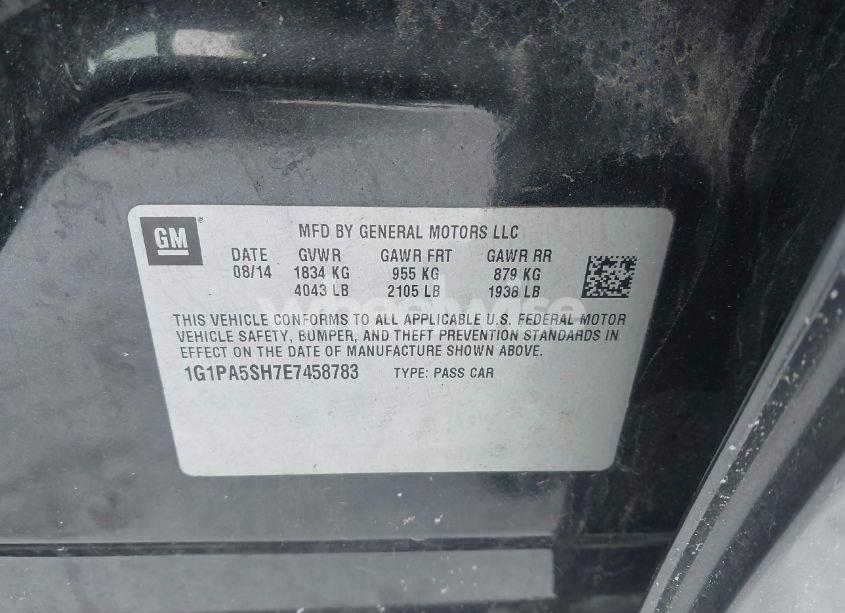 GM ® MFD BY GENERAL MOTORS LLC
DATE GVWR GAWR FRT GAWR RR
08/14 1834 KG 955 KG 879 KG
4043 LB 2105 LB 1938 LB
THIS VEHICLE CONFORMS TO ALL APPLICABLE U.S. FEDERAL MOTOR
VEHICLE SAFETY, BUMPER, AND THEFT PREVENTION STANDARDS IN
EFFECT ON THE DATE OF MANUFACTURE SHOWN ABOVE.
1G1PA5SH7E7458783 TYPE: PASS CAR